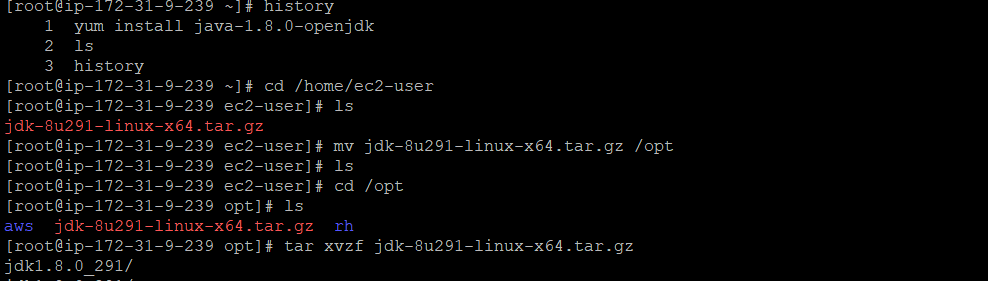 [root@ip-172-31-9-239 ~]# history
1 yum install java-1.8.0-openjdk
2 ls
3 history
[root@ip-172-31-9-239 ~]# cd /home/ec2-user
[root@ip-172-31-9-239 ec2-user]# ls
jdk-8u291-linux-x64.tar.gz
[root@ip-172-31-9-239 ec2-user]# mv jdk-8u291-linux-x64.tar.gz /opt
[root@ip-172-31-9-239 ec2-user]# ls
[root@ip-172-31-9-239 ec2-user]# cd /opt
[root@ip-172-31-9-239 opt]# ls
aws jdk-8u291-linux-x64.tar.gz rh
[root@ip-172-31-9-239 opt]# tar xvzf jdk-8u291-linux-x64.tar.gz
jdk1.8.0_291/